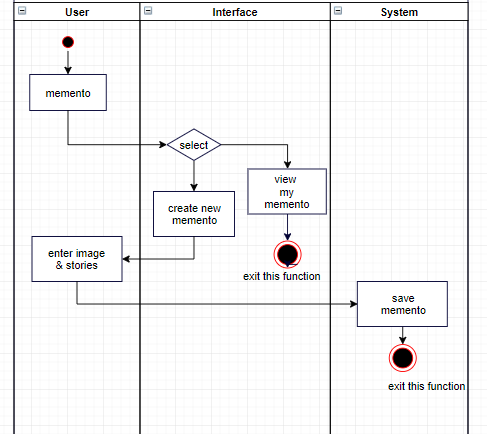 User
Interface
System
memento
select
view
my
memento
create new
memento
enter image
& stories
exit this function
save
memento
exit this function